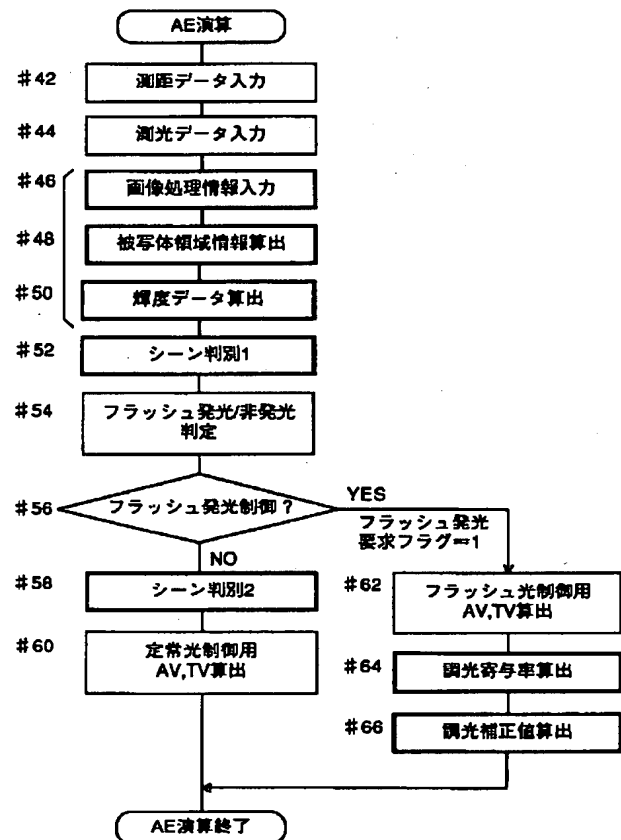 AE演算
#42 測距データ入力
#44 測光データ入力
#46 画像処理情報入力
#48 被写体領域情報算出
#50 輝度データ算出
#52 シーン判別1
#54 フラッシュ発光/非発光
判定
#56 フラッシュ発光制御?
YES
フラッシュ発光
要求フラグ=1
NO
#58 シーン判別2
#60 定常光制御用
AV,TV算出
#62 フラッシュ光制御用
AV,TV算出
#64 調光寄与率算出
#66 調光補正値算出
AE演算終了